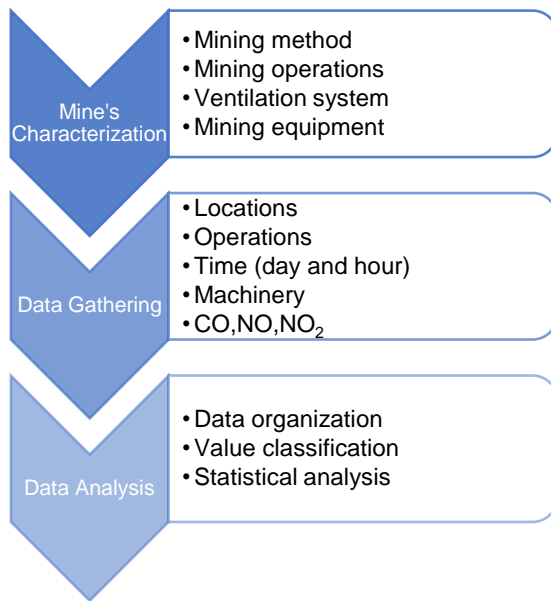 Mine's
Characterization
• Mining method
• Mining operations
• Ventilation system
• Mining equipment
Data Gathering
• Locations
• Operations
• Time (day and hour)
• Machinery
• CO,NO,NO₂
Data Analysis
• Data organization
• Value classification
• Statistical analysis